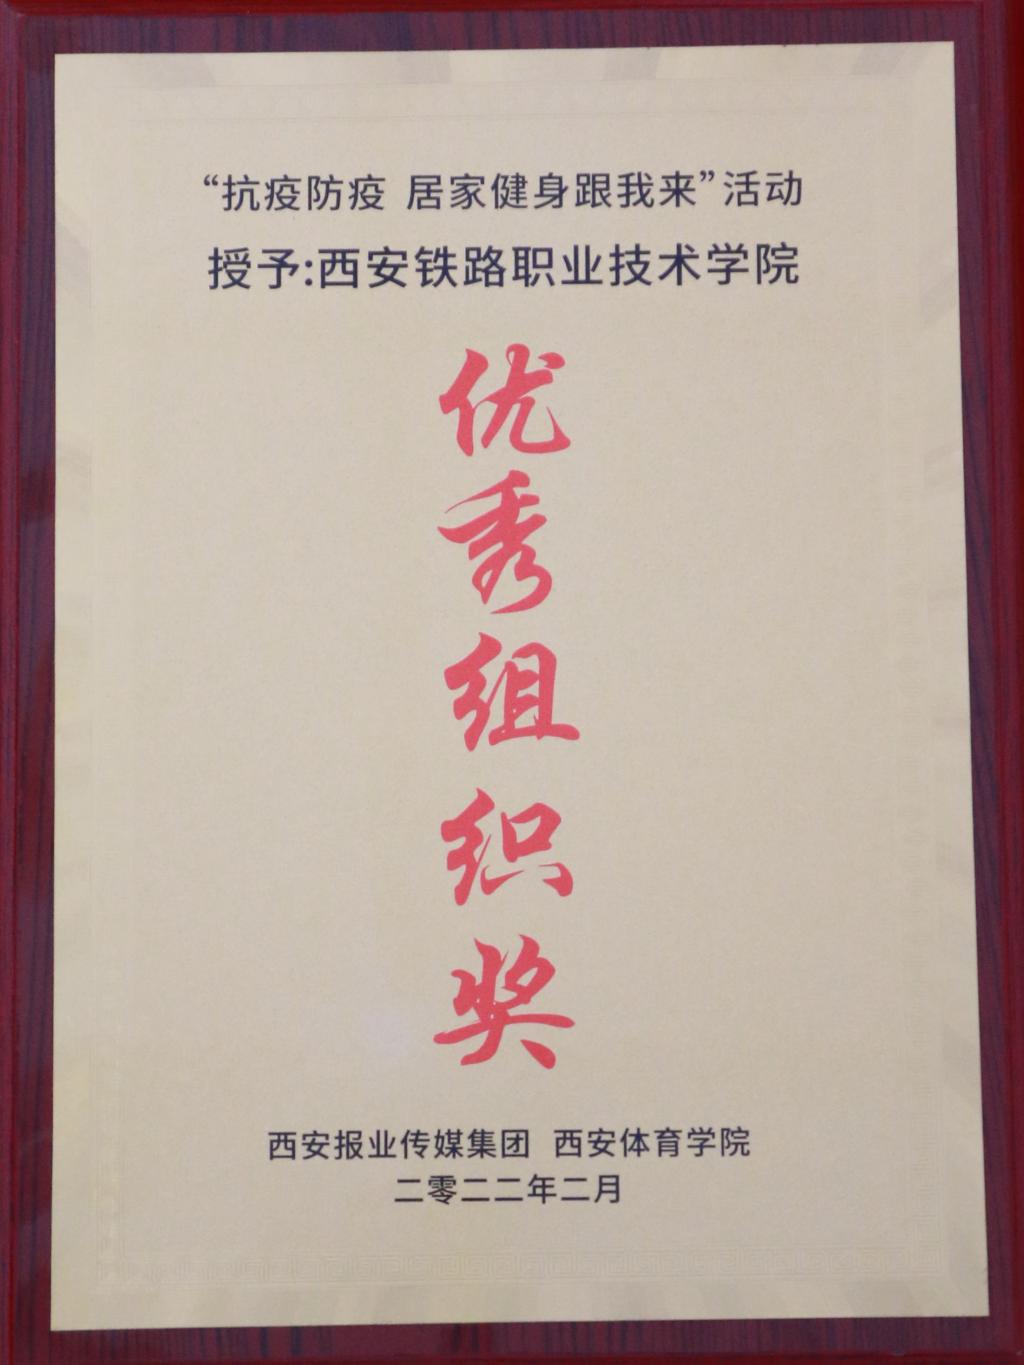 “抗疫防疫 居家健身跟我来”活动
授予:西安铁路职业技术学院
优秀组织奖
西安报业传媒集团 西安体育学院
二零二二年二月